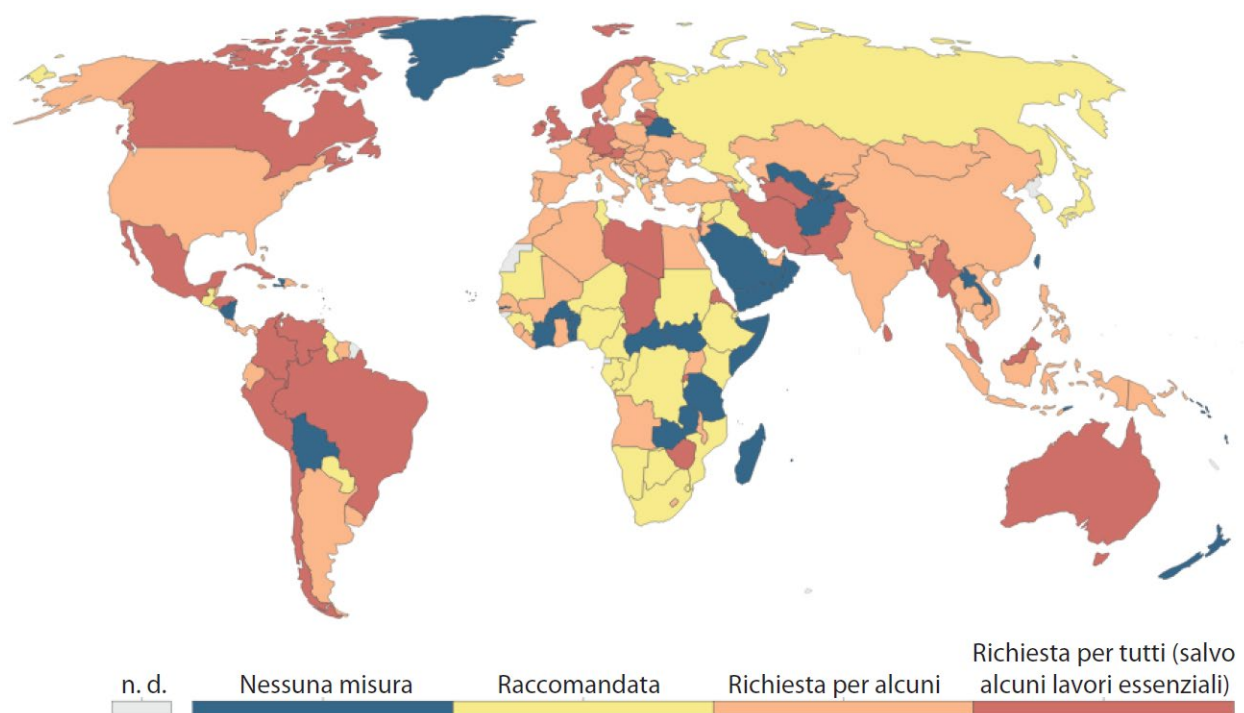 n. d.
Nessuna misura
Raccomandata
Richiesta per alcuni
Richiesta per tutti (salvo
alcuni lavori essenziali)